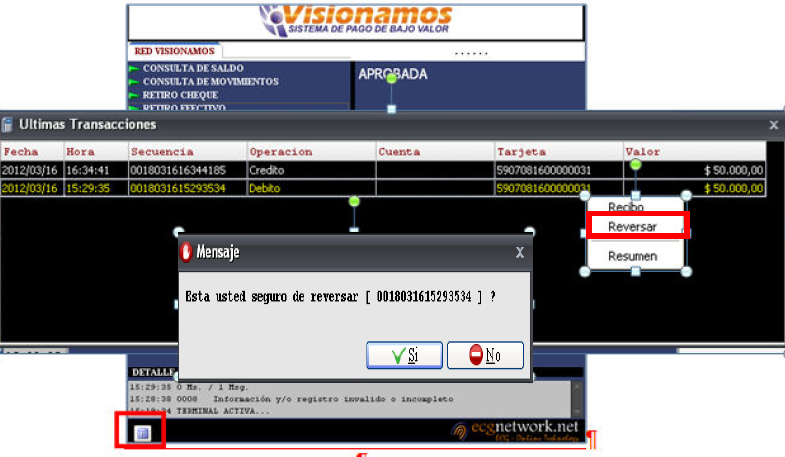 Visionamos
SISTEMA DE PAGO DE BAJO VALOR
RED VISIONAMOS
......
CONSULTA DE SALDO
CONSULTA DE MOVIMIENTOS
RETIRO CHEQUE
RETIRO EFECTIVO
APROBADA
Ultimas Transacciones x
Fecha Hora Secuencia Operacion Cuenta Tarjeta Valor
2012/03/16 16:34:41 0018031616344185 Credito 5907081600000031 $ 50.000,00
2012/03/16 15:29:35 0018031615293534 Debito 5907081600000031 $ 50.000,00
Recibo
Reversar
Resumen
Mensaje x
Esta usted seguro de reversar [ 0018031615293534 ] ?
Si No
DETALLE
15:29:35 0 Ms. / 1 Msg.
15:28:38 0008 Información y/o registro invalido o incompleto
15:28:34 TERMINAL ACTIVA...
ecgnetwork.net
ECG - Online Technology
¶
¶